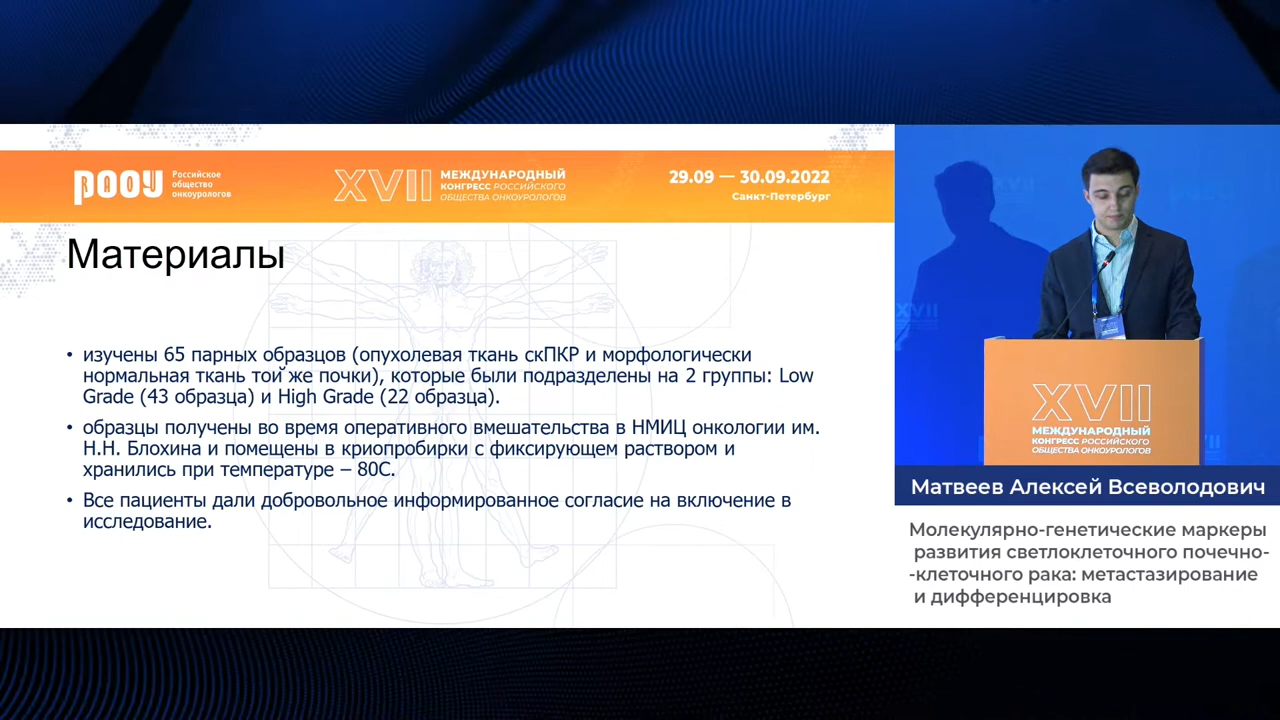 РООУ
Российское
общество
онкоурологов
XVII
МЕЖДУНАРОДНЫЙ
КОНГРЕСС РОССИЙСКОГО
ОБЩЕСТВА ОНКОУРОЛОГОВ
29.09 — 30.09.2022
Санкт-Петербург
Материалы
• изучены 65 парных образцов (опухолевая ткань скПКР и морфологически
нормальная ткань той же почки), которые были подразделены на 2 группы: Low
Grade (43 образца) и High Grade (22 образца).
• образцы получены во время оперативного вмешательства в НМИЦ онкологии им.
Н.Н. Блохина и помещены в криопробирки с фиксирующем раствором и
хранились при температуре – 80С.
• Все пациенты дали добровольное информированное согласие на включение в
исследование.
XVII
МЕЖДУНАРОДНЫЙ
КОНГРЕСС РОССИЙСКОГО
ОБЩЕСТВА ОНКОУРОЛОГОВ
Матвеев Алексей Всеволодович
Молекулярно-генетические маркеры
развития светлоклеточного почечно-
-клеточного рака: метастазирование
и дифференцировка